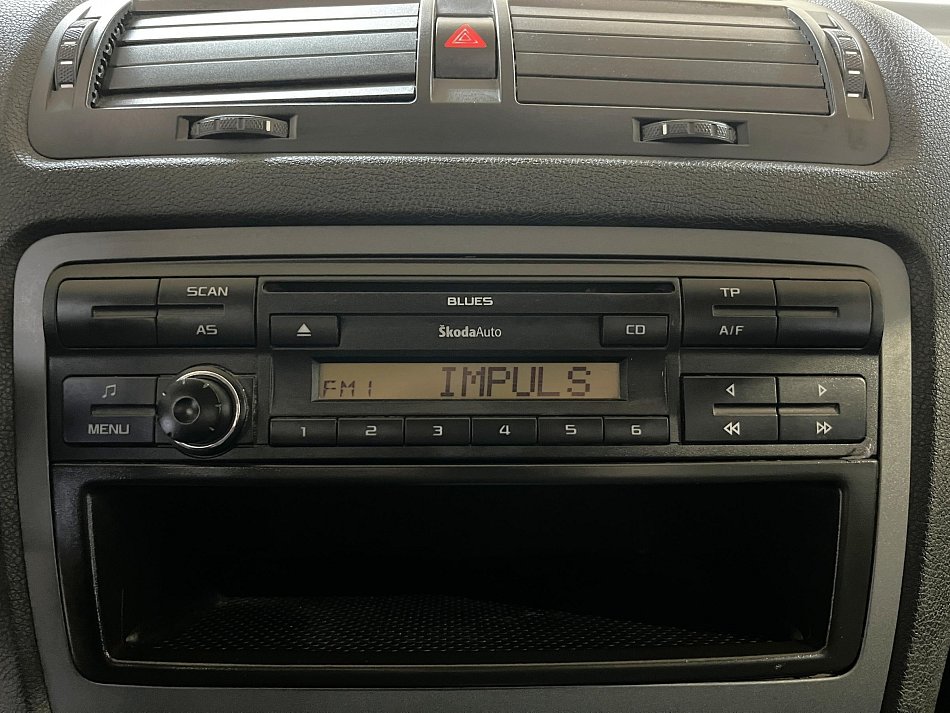 BLUES
SCAN
AS
ŠkodaAuto
CD
TP
A/F
MENU
FM1 IMPULS
1 2 3 4 5 6